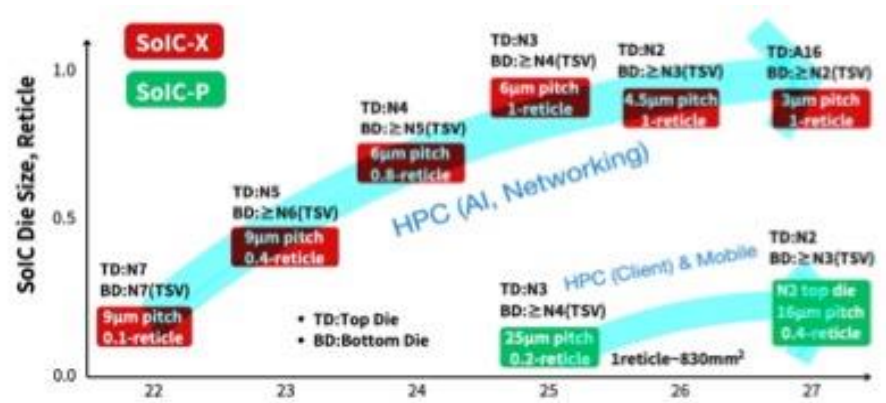 SoIC-X
SoIC-P
SoIC Die Size, Reticle
1.0
0.5
0.0
TD:N7
BD:N7(TSV)
9μm pitch
0.1-reticle
TD:N5
BD:≥N6(TSV)
9μm pitch
0.4-reticle
TD:N4
BD:≥N5(TSV)
6μm pitch
0.8-reticle
TD:N3
BD:≥N4(TSV)
6μm pitch
1-reticle
TD:N2
BD:≥N3(TSV)
4.5μm pitch
1-reticle
TD:A16
BD:≥N2(TSV)
3μm pitch
1-reticle
HPC (AI, Networking)
HPC (Client) & Mobile
TD:N3
BD:≥N4(TSV)
25μm pitch
0.2-reticle
TD:N2
BD:≥N3(TSV)
N2 top die
16μm pitch
0.4-reticle
• TD:Top Die
• BD:Bottom Die
1reticle~830mm²
22
23
24
25
26
27